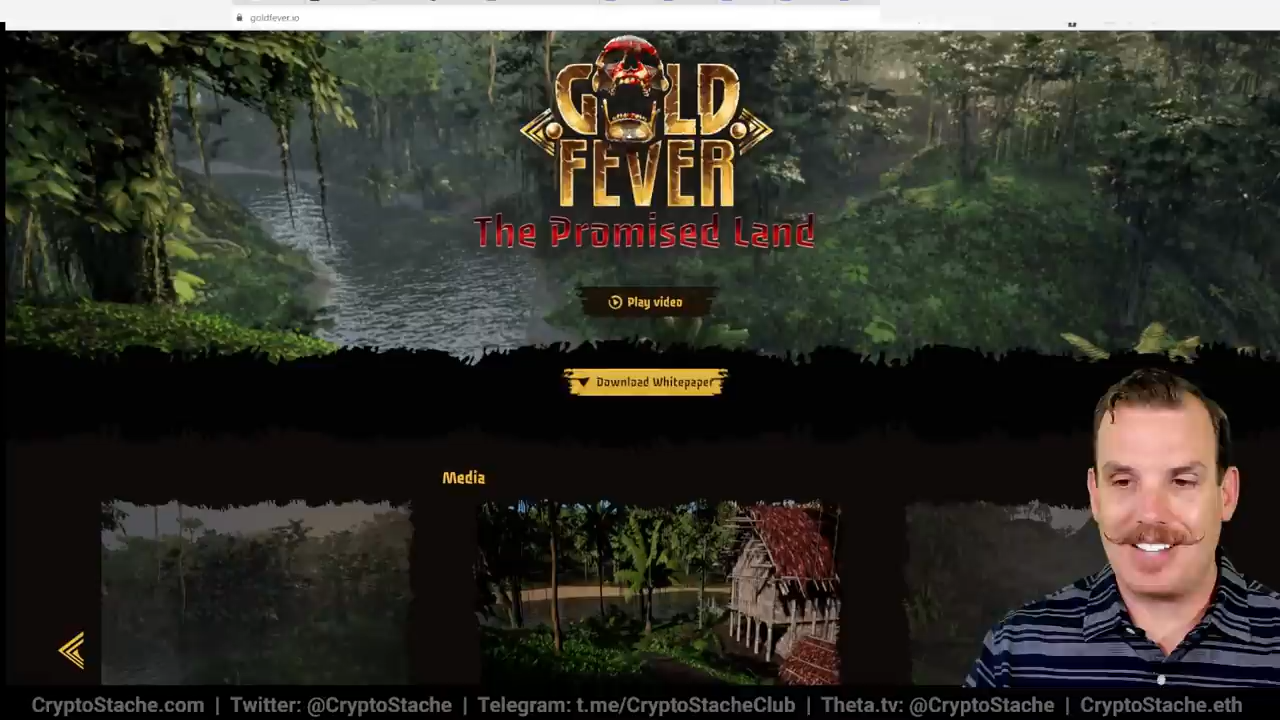 goldfever.io
GOLD
FEVER
The Promised Land
Play video
Download Whitepaper
Media
CryptoStache.com | Twitter: @CryptoStache | Telegram: t.me/CryptoStacheClub | Theta.tv: @CryptoStache | CryptoStache.eth